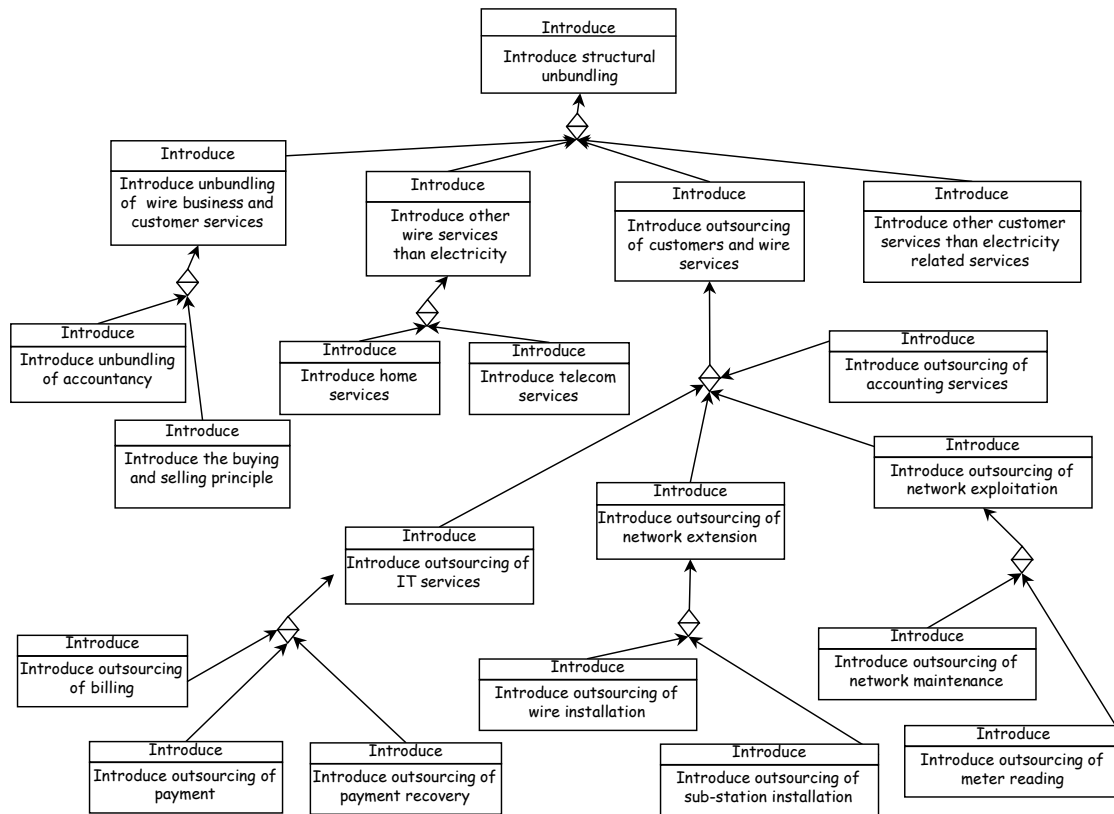 Introduce
Introduce structural
unbundling
Introduce
Introduce unbundling
of wire business and
customer services
Introduce
Introduce other
wire services
than electricity
Introduce
Introduce outsourcing
of customers and wire
services
Introduce
Introduce other customer
services than electricity
related services
Introduce
Introduce unbundling
of accountancy
Introduce
Introduce home
services
Introduce
Introduce telecom
services
Introduce
Introduce outsourcing of
accounting services
Introduce
Introduce the buying
and selling principle
Introduce
Introduce outsourcing of
network exploitation
Introduce
Introduce outsourcing of
network extension
Introduce
Introduce outsourcing of
IT services
Introduce
Introduce outsourcing
of billing
Introduce
Introduce outsourcing of
wire installation
Introduce
Introduce outsourcing of
network maintenance
Introduce
Introduce outsourcing of
meter reading
Introduce
Introduce outsourcing of
payment
Introduce
Introduce outsourcing of
payment recovery
Introduce
Introduce outsourcing of
sub-station installation